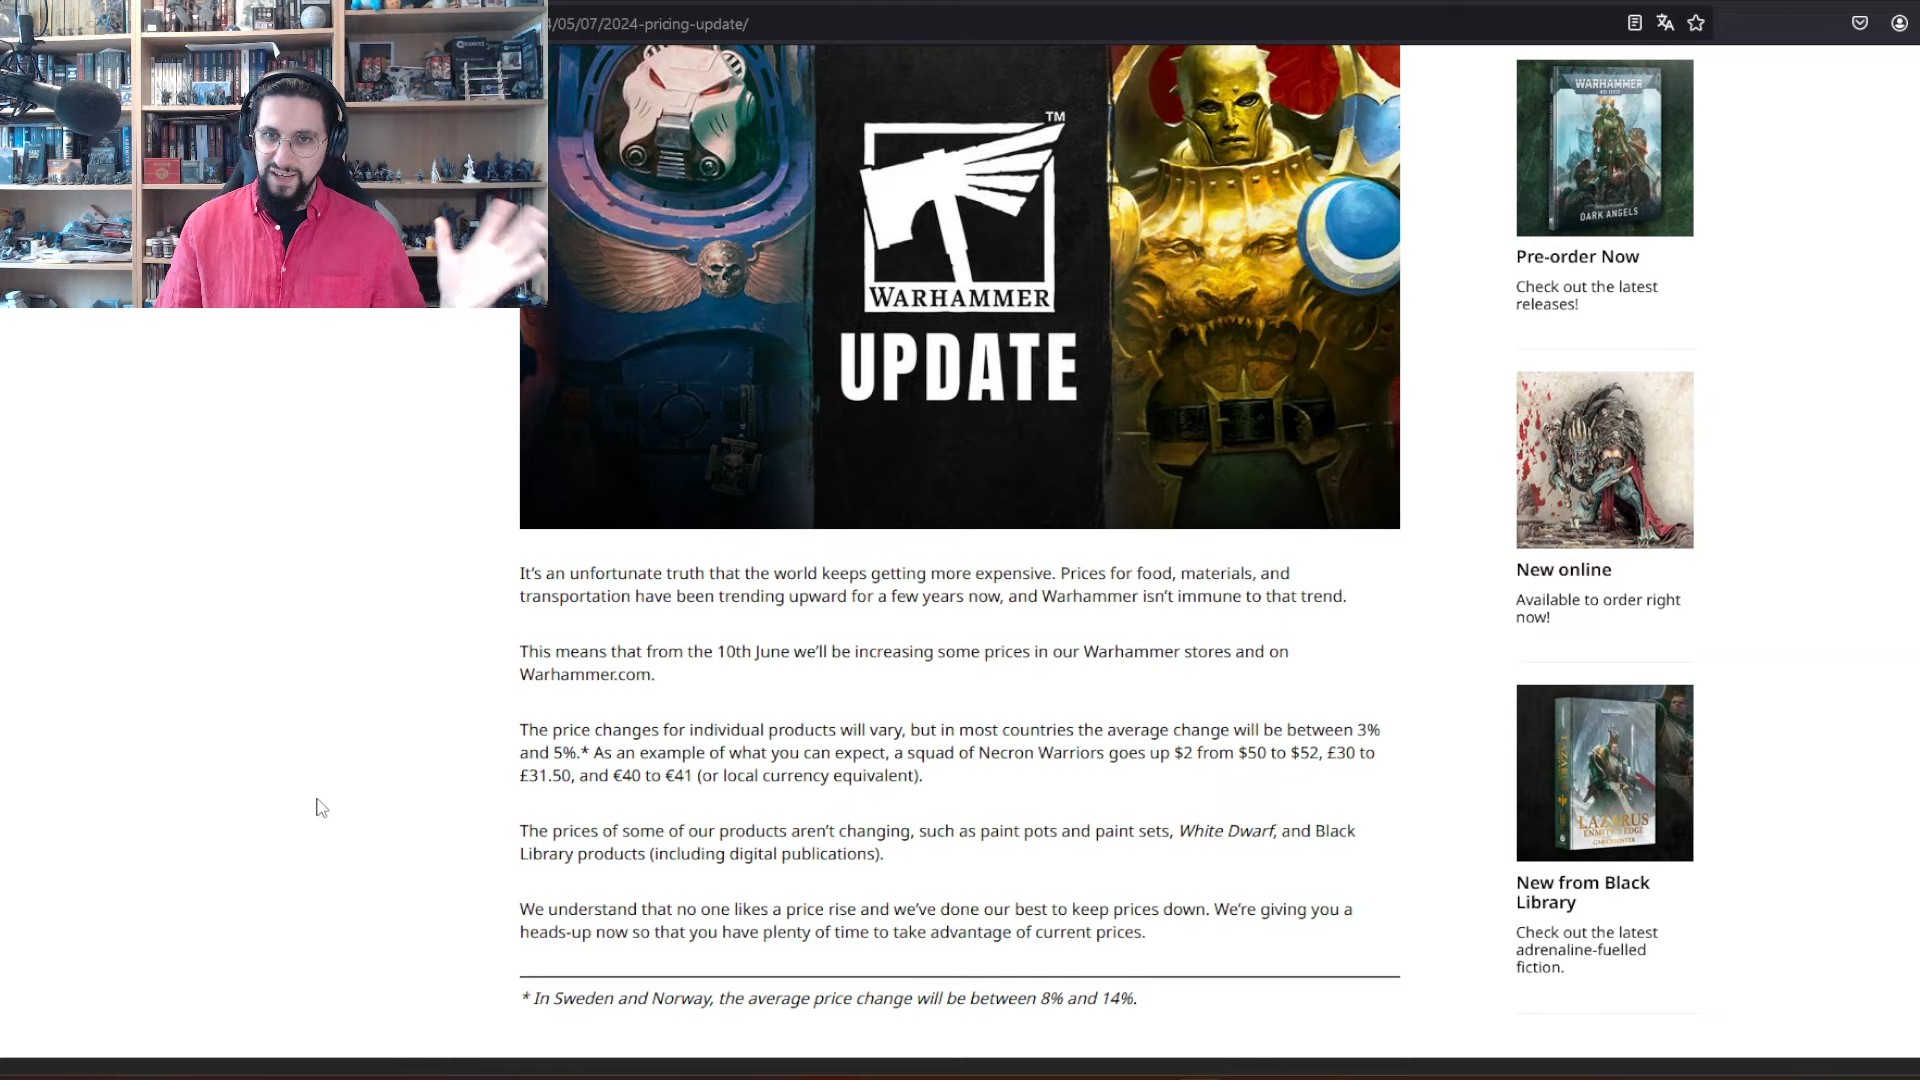 4/05/07/2024-pricing-update/
TM
WARHAMMER
UPDATE
It’s an unfortunate truth that the world keeps getting more expensive. Prices for food, materials, and
transportation have been trending upward for a few years now, and Warhammer isn’t immune to that trend.
This means that from the 10th June we’ll be increasing some prices in our Warhammer stores and on
Warhammer.com.
The price changes for individual products will vary, but in most countries the average change will be between 3%
and 5%.* As an example of what you can expect, a squad of Necron Warriors goes up $2 from $50 to $52, £30 to
£31.50, and €40 to €41 (or local currency equivalent).
The prices of some of our products aren’t changing, such as paint pots and paint sets, White Dwarf, and Black
Library products (including digital publications).
We understand that no one likes a price rise and we’ve done our best to keep prices down. We’re giving you a
heads-up now so that you have plenty of time to take advantage of current prices.
* In Sweden and Norway, the average price change will be between 8% and 14%.
WARHAMMER
40,000
DARK ANGELS
Pre-order Now
Check out the latest
releases!
New online
Available to order right
now!
LAZARUS
ENMITY'S EDGE
New from Black
Library
Check out the latest
adrenaline-fuelled
fiction.